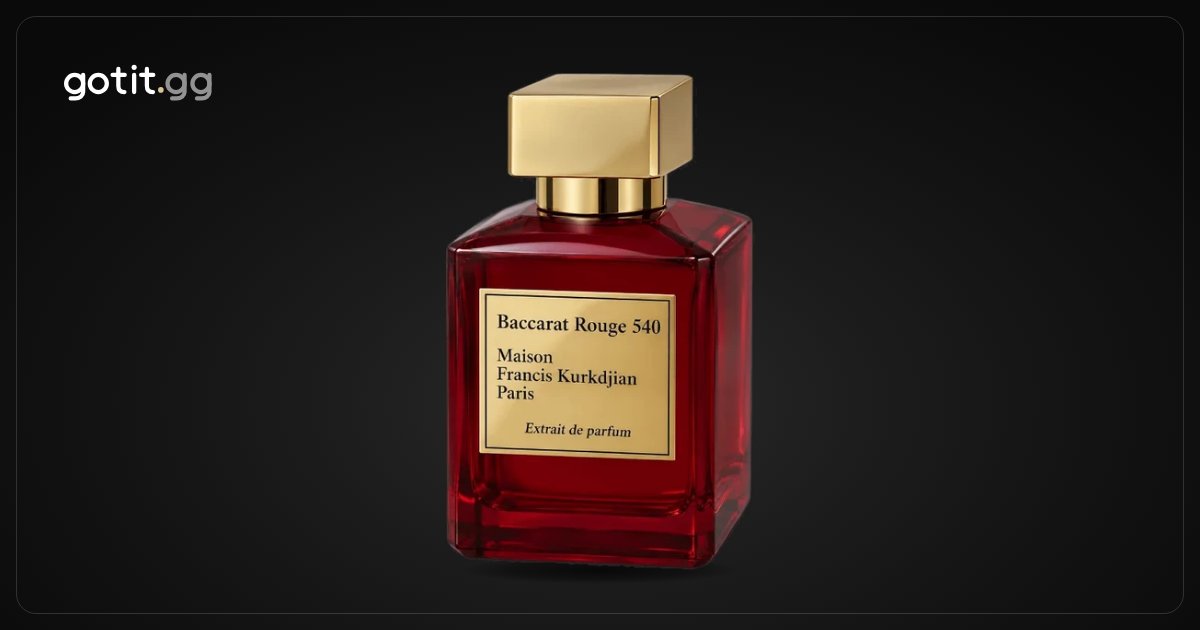 gotit.gg
Baccarat Rouge 540
Maison
Francis Kurkdjian
Paris
Extrait de parfum